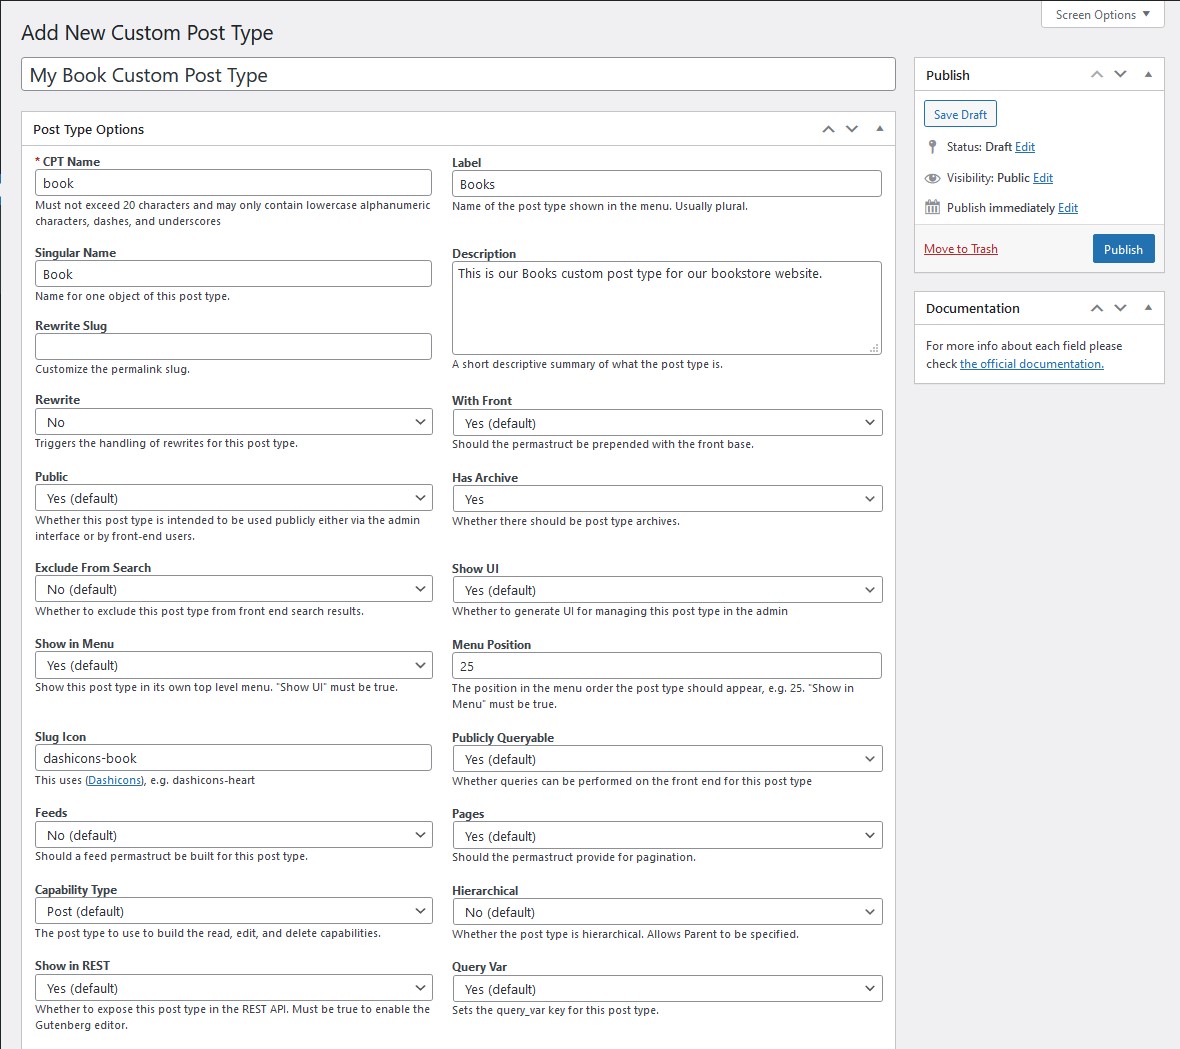 Screen Options
Add New Custom Post Type
My Book Custom Post Type
Post Type Options
* CPT Name
book
Must not exceed 20 characters and may only contain lowercase alphanumeric
characters, dashes, and underscores
Label
Books
Name of the post type shown in the menu. Usually plural.
Singular Name
Book
Name for one object of this post type.
Description
This is our Books custom post type for our bookstore website.
A short descriptive summary of what the post type is.
Rewrite Slug
Customize the permalink slug.
Rewrite
No
Triggers the handling of rewrites for this post type.
With Front
Yes (default)
Should the permastruct be prepended with the front base.
Public
Yes (default)
Whether this post type is intended to be used publicly either via the admin
interface or by front-end users.
Has Archive
Yes
Whether there should be post type archives.
Exclude From Search
No (default)
Whether to exclude this post type from front end search results.
Show UI
Yes (default)
Whether to generate UI for managing this post type in the admin
Show in Menu
Yes (default)
Show this post type in its own top level menu. "Show UI" must be true.
Menu Position
25
The position in the menu order the post type should appear, e.g. 25. "Show in
Menu" must be true.
Slug Icon
dashicons-book
This uses (Dashicons), e.g. dashicons-heart
Publicly Queryable
Yes (default)
Whether queries can be performed on the front end for this post type
Feeds
No (default)
Should a feed permastruct be built for this post type.
Pages
Yes (default)
Should the permastruct provide for pagination.
Capability Type
Post (default)
The post type to use to build the read, edit, and delete capabilities.
Hierarchical
No (default)
Whether the post type is hierarchical. Allows Parent to be specified.
Show in REST
Yes (default)
Whether to expose this post type in the REST API. Must be true to enable the
Gutenberg editor.
Query Var
Yes (default)
Sets the query_var key for this post type.
Publish
Save Draft
Status: Draft Edit
Visibility: Public Edit
Publish immediately Edit
Move to Trash
Publish
Documentation
For more info about each field please
check the official documentation.